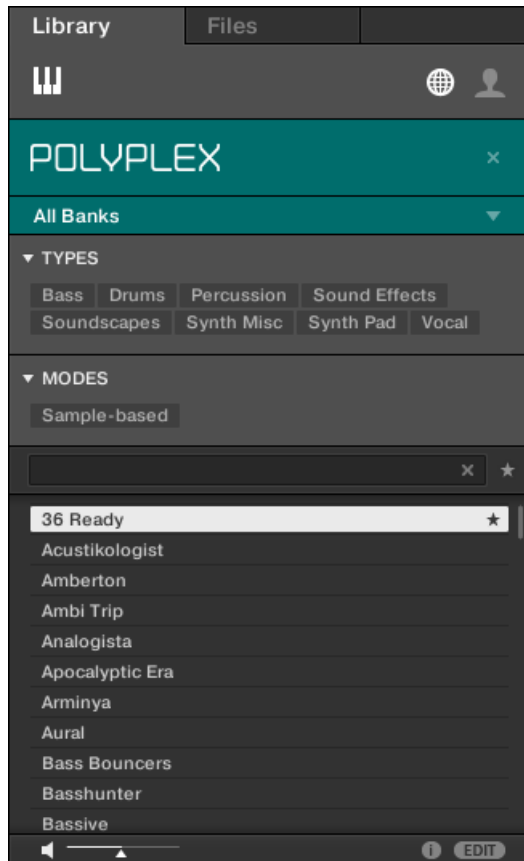 Library Files
POLYPLEX
All Banks
TYPES
Bass Drums Percussion Sound Effects
Soundscapes Synth Misc Synth Pad Vocal
MODES
Sample-based
36 Ready
Acustikologist
Amberton
Ambi Trip
Analogista
Apocalyptic Era
Arminya
Aural
Bass Bouncers
Basshunter
Bassive
i EDIT